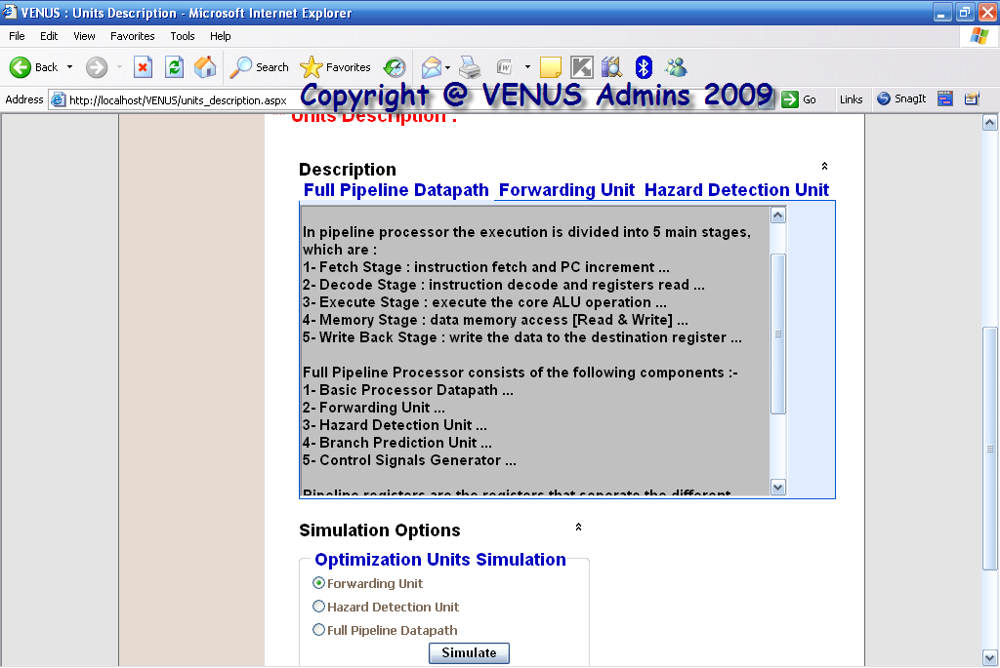 VENUS : Units Description - Microsoft Internet Explorer
File Edit View Favorites Tools Help
Back Search Favorites
Address http://localhost/VENUS/units_description.aspx Go Links SnagIt
Copyright @ VENUS Admins 2009
Units Description :
Description
Full Pipeline Datapath Forwarding Unit Hazard Detection Unit
In pipeline processor the execution is divided into 5 main stages,
which are :
1- Fetch Stage : instruction fetch and PC increment ...
2- Decode Stage : instruction decode and registers read ...
3- Execute Stage : execute the core ALU operation ...
4- Memory Stage : data memory access [Read & Write] ...
5- Write Back Stage : write the data to the destination register ...
Full Pipeline Processor consists of the following components :-
1- Basic Processor Datapath ...
2- Forwarding Unit ...
3- Hazard Detection Unit ...
4- Branch Prediction Unit ...
5- Control Signals Generator ...
Pipeline registers are the registers that seperate the different
Simulation Options
Optimization Units Simulation
Forwarding Unit
Hazard Detection Unit
Full Pipeline Datapath
Simulate